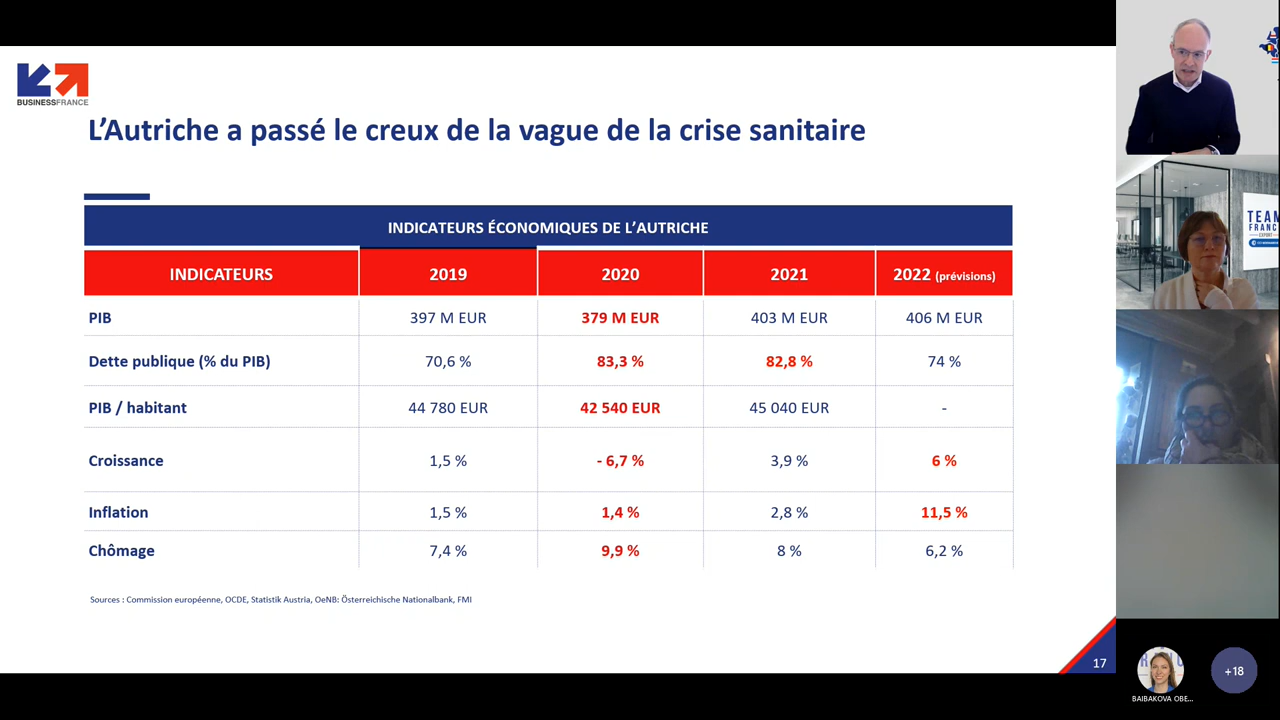 BUSINESSFRANCE
L’Autriche a passé le creux de la vague de la crise sanitaire
INDICATEURS ÉCONOMIQUES DE L’AUTRICHE
INDICATEURS 2019 2020 2021 2022 (prévisions)
PIB 397 M EUR 379 M EUR 403 M EUR 406 M EUR
Dette publique (% du PIB) 70,6 % 83,3 % 82,8 % 74 %
PIB / habitant 44 780 EUR 42 540 EUR 45 040 EUR -
Croissance 1,5 % - 6,7 % 3,9 % 6 %
Inflation 1,5 % 1,4 % 2,8 % 11,5 %
Chômage 7,4 % 9,9 % 8 % 6,2 %
Sources : Commission européenne, OCDE, Statistik Austria, OeNB: Österreichische Nationalbank, FMI
17
TEAM
FRANC
EXPORT
BAIBAKOVA OBE...
+18